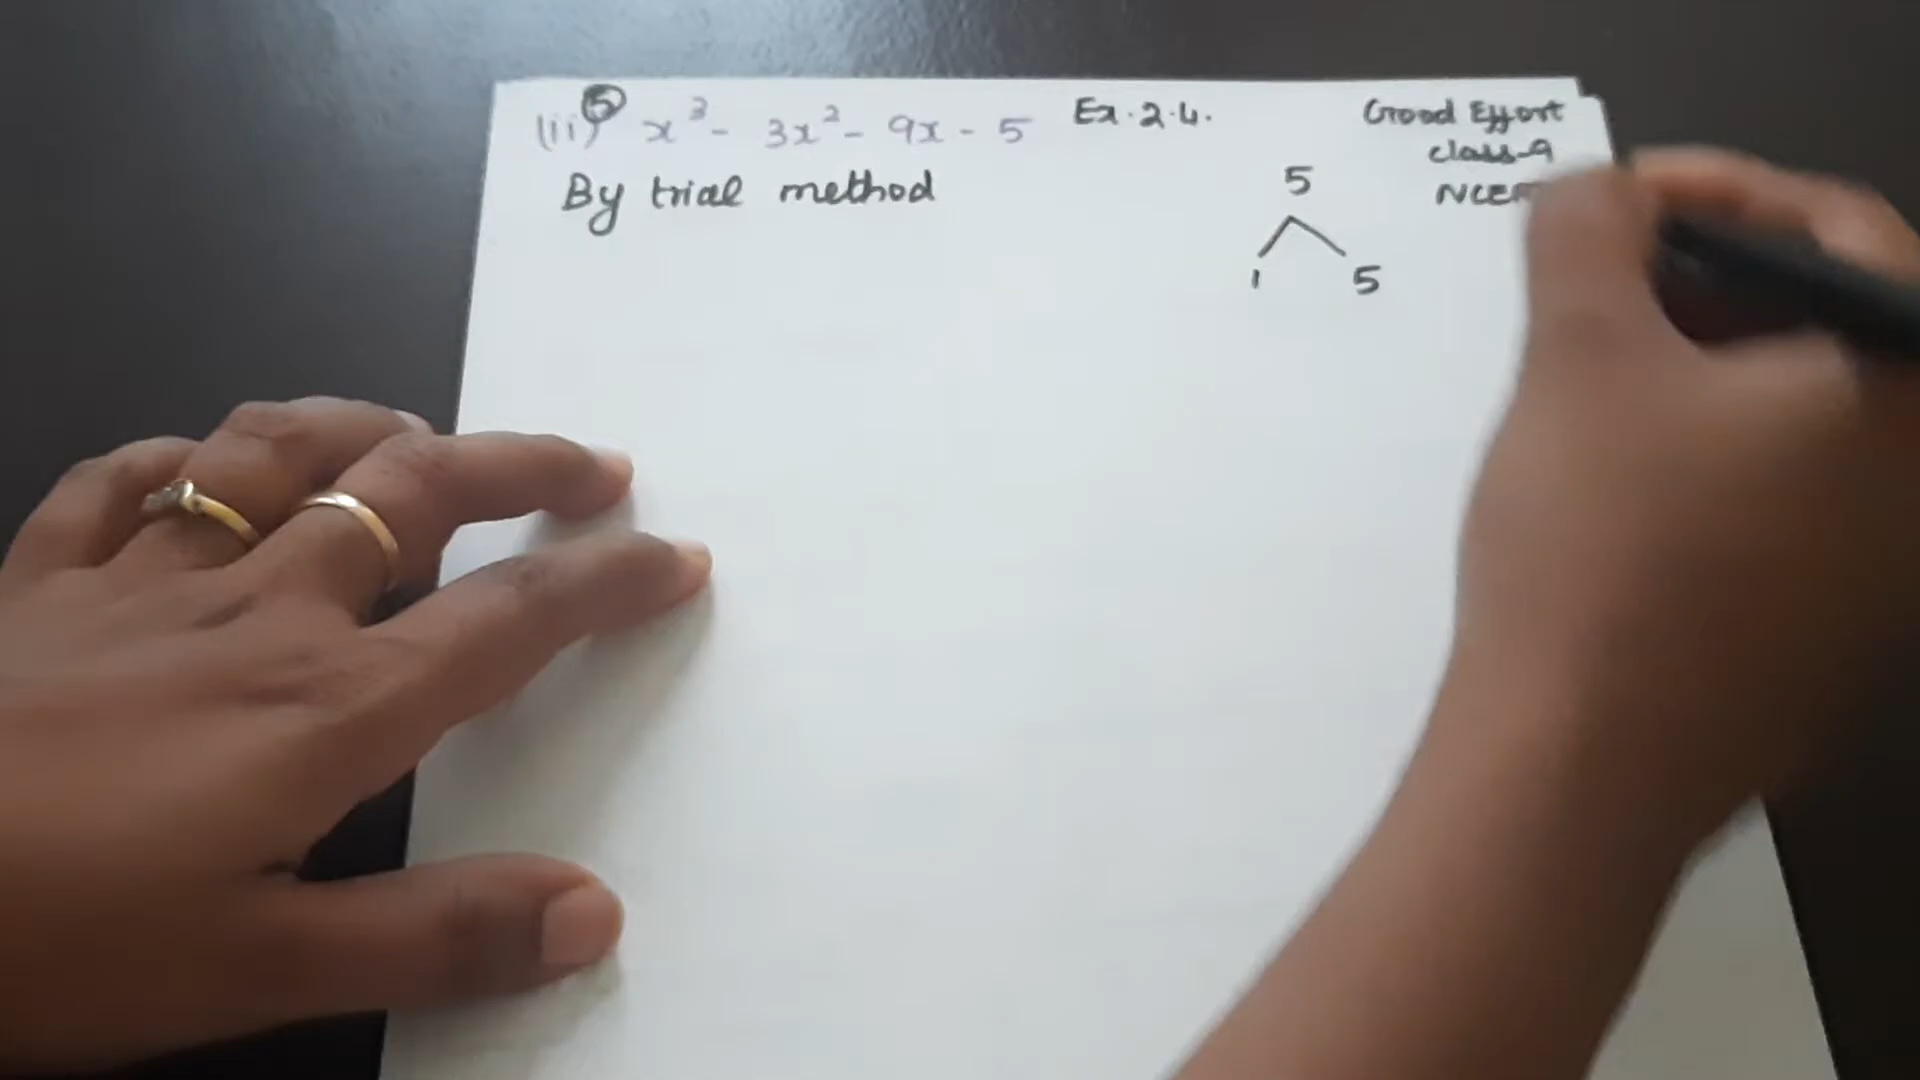 (ii) 5 x³ - 3x² - 9x - 5
Ex. 2.4.
Good Effort
class-9
By trial method
5
1 5